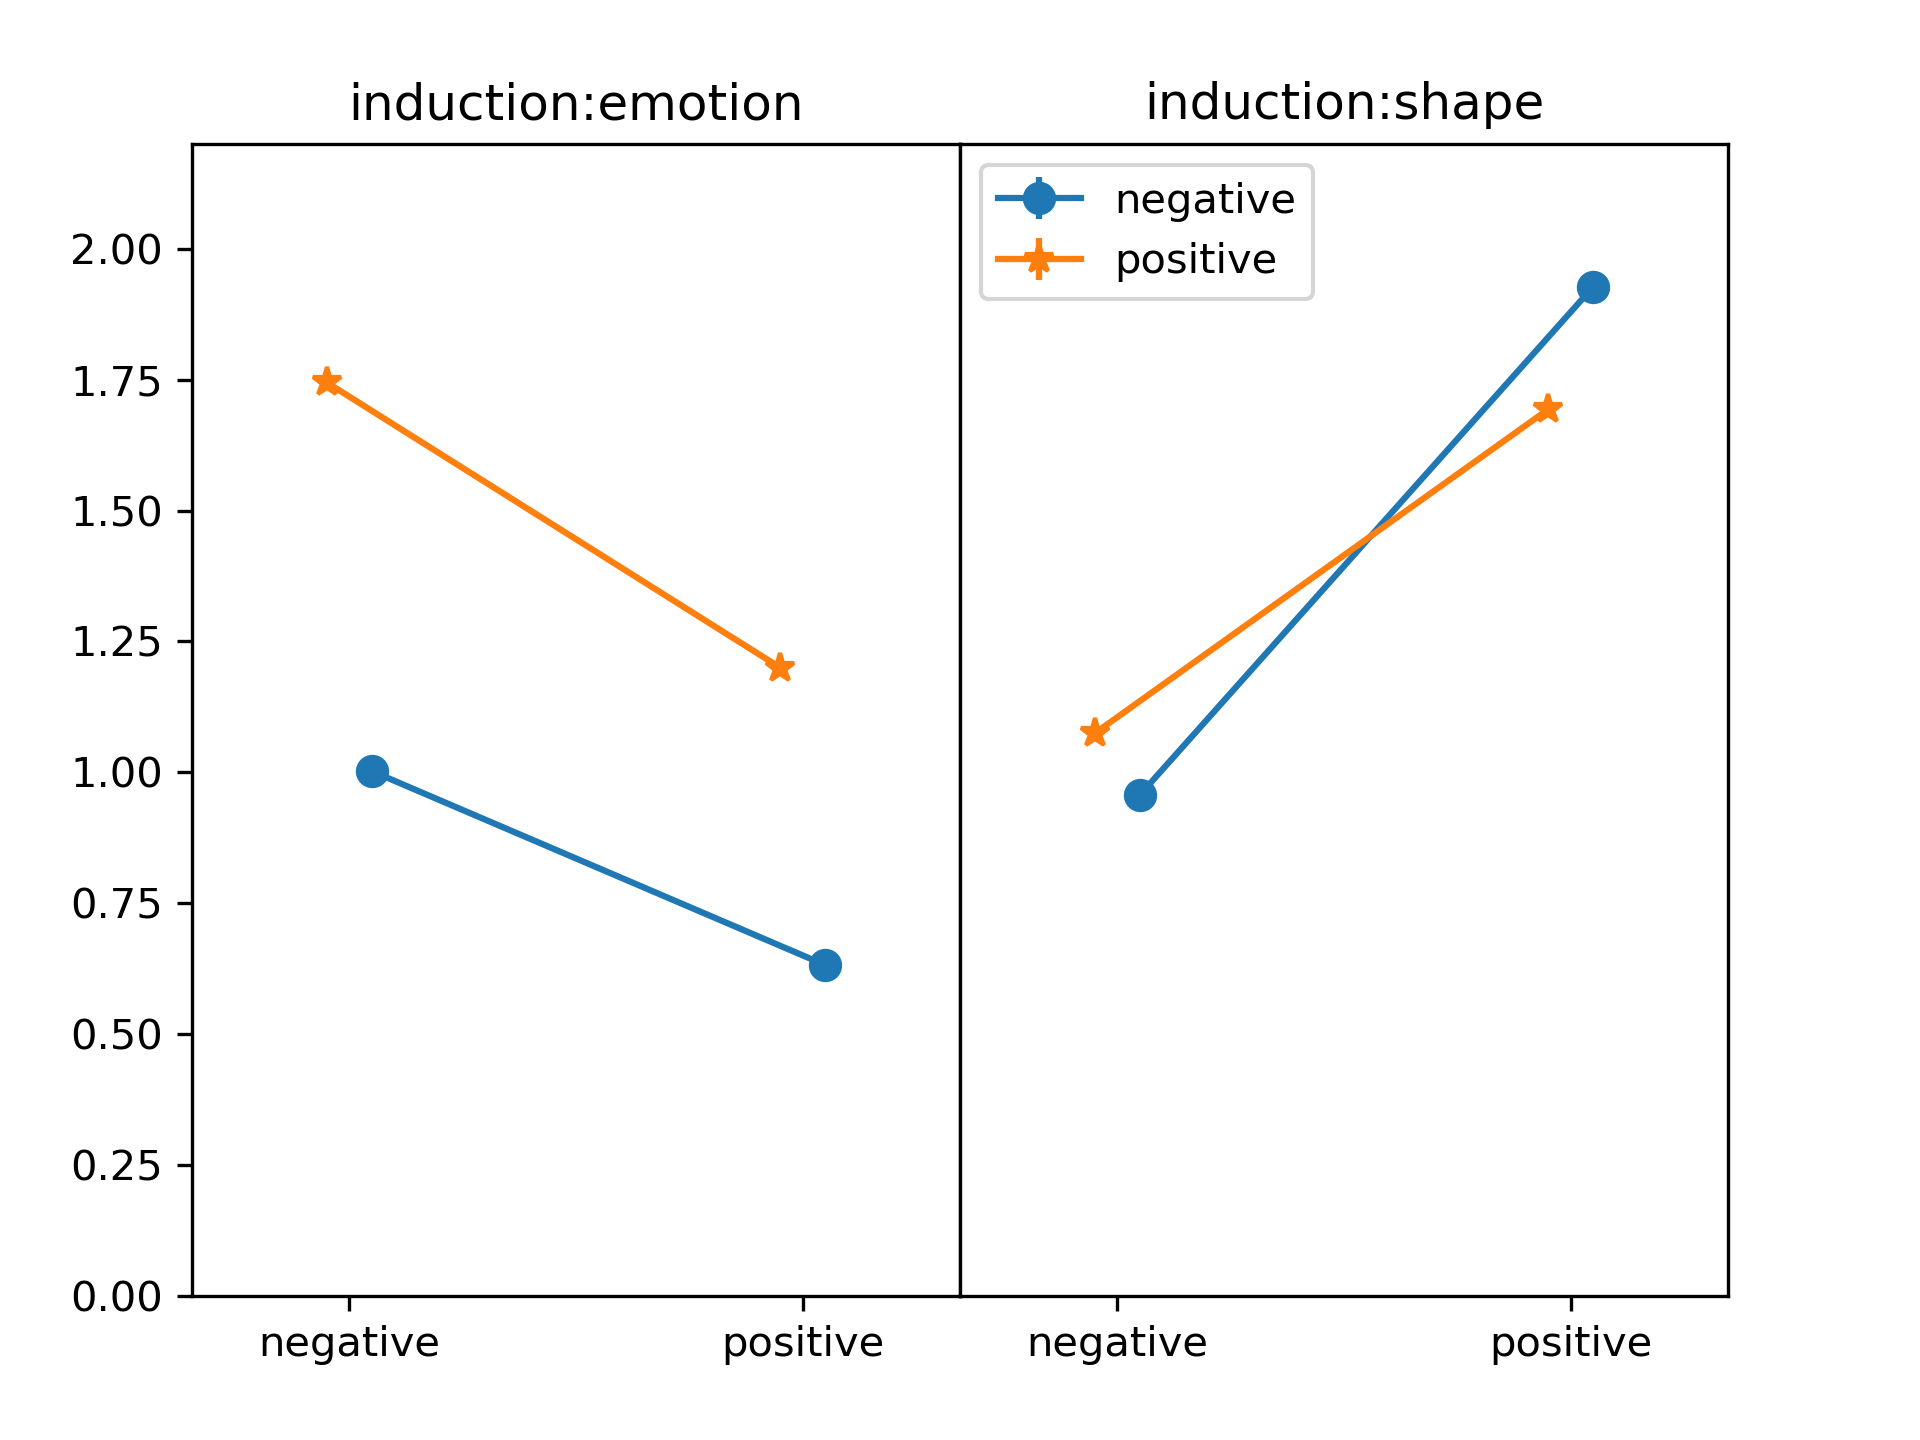 induction:emotion
induction:shape
negative
positive
2.00
1.75
1.50
1.25
1.00
0.75
0.50
0.25
0.00
negative
positive
negative
positive